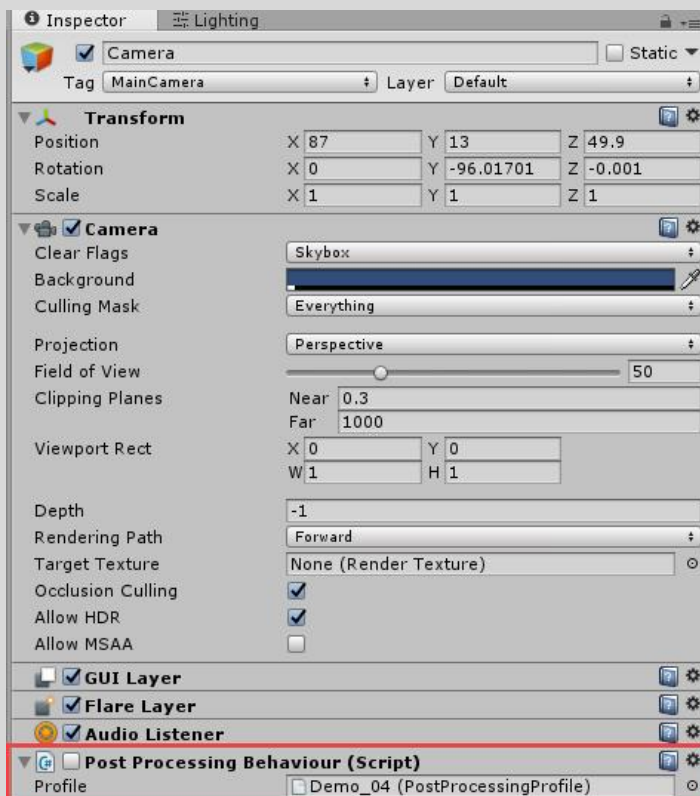 Inspector Lighting
Camera Static
Tag MainCamera Layer Default
Transform
Position X 87 Y 13 Z 49.9
Rotation X 0 Y -96.01701 Z -0.001
Scale X 1 Y 1 Z 1
Camera
Clear Flags Skybox
Background
Culling Mask Everything
Projection Perspective
Field of View 50
Clipping Planes Near 0.3
Far 1000
Viewport Rect X 0 Y 0
W 1 H 1
Depth -1
Rendering Path Forward
Target Texture None (Render Texture)
Occlusion Culling
Allow HDR
Allow MSAA
GUI Layer
Flare Layer
Audio Listener
Post Processing Behaviour (Script)
Profile Demo_04 (PostProcessingProfile)